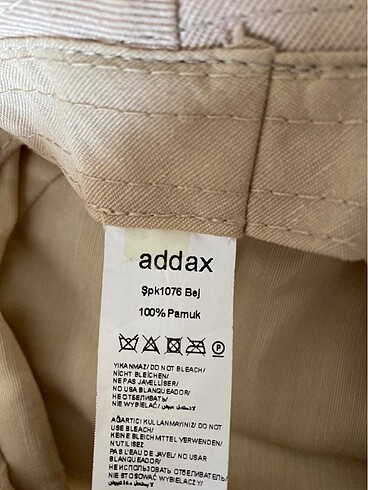 addax
Şpk1076 Bej
100% Pamuk
P
YIKANMAZ/ DO NOT BLEACH/
NICHT BLEICHEN/
NE PAS JAVELLISER/
NO USA BLANQUEADOR/
НЕ ОТБЕЛИВАТЬ/
NIE WYBIELAĆ/
AĞARTICI KULLANMAYINIZ/ DO NOT
USE BLEACH/
KEINE BLEICHMITTEL VERWENDEN/
N'UTILISEZ
PAS L'EAU DE JAVEL/ NO USAR
BLANQUEADOR/
НЕ ИСПОЛЬЗОВАТЬ ОТБЕЛИВАТЕЛЬ/
NIE STOSOWAĆ WYBIELACZY/